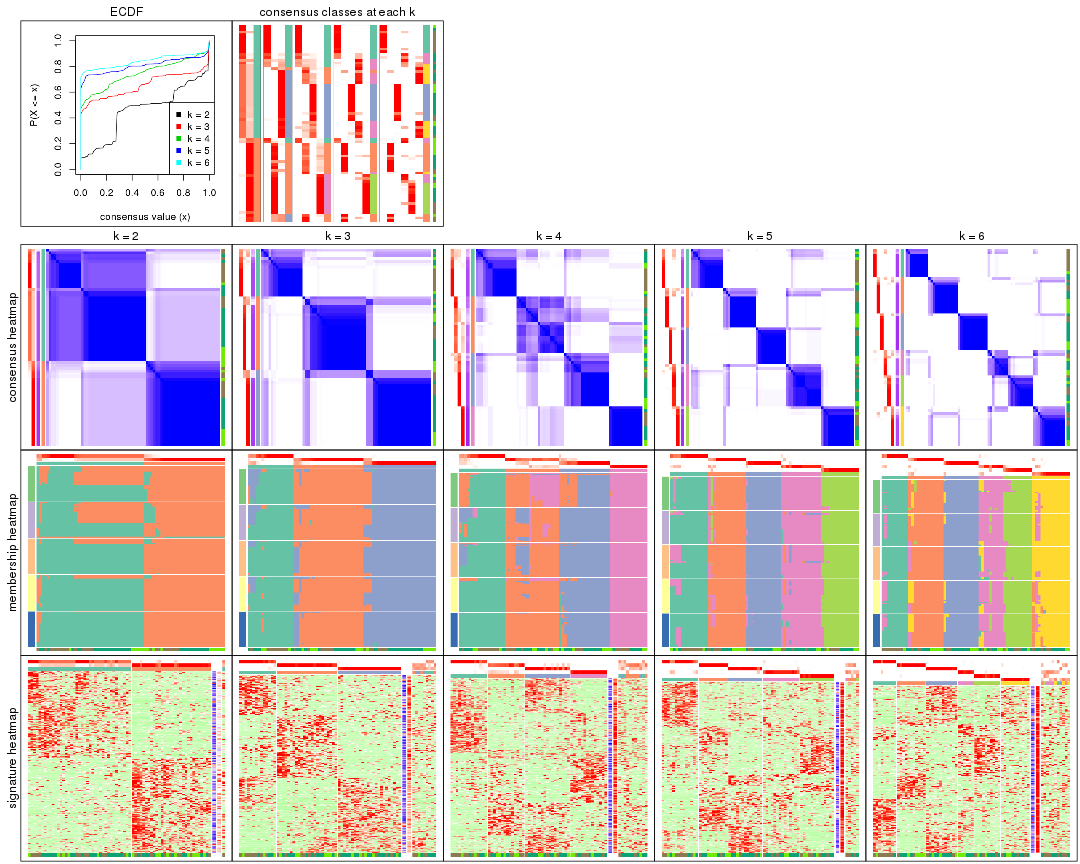 ECDF
consensus classes at each k
P(X <= x)
0.0 0.2 0.4 0.6 0.8 1.0
k = 2
k = 3
k = 4
k = 5
k = 6
0.0 0.2 0.4 0.6 0.8 1.0
consensus value (x)
k = 2
k = 3
k = 4
k = 5
k = 6
consensus heatmap
membership heatmap
signature heatmap